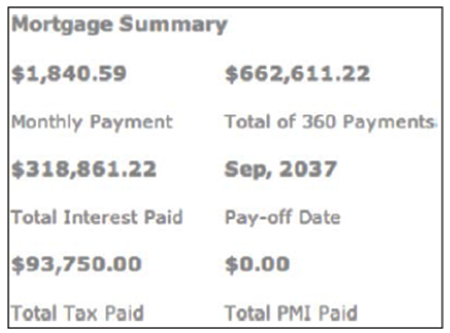 Mortgage Summary
$1,840.59 $662,611.22
Monthly Payment Total of 360 Payments
$318,861.22 Sep, 2037
Total Interest Paid Pay-off Date
$93,750.00 $0.00
Total Tax Paid Total PMI Paid